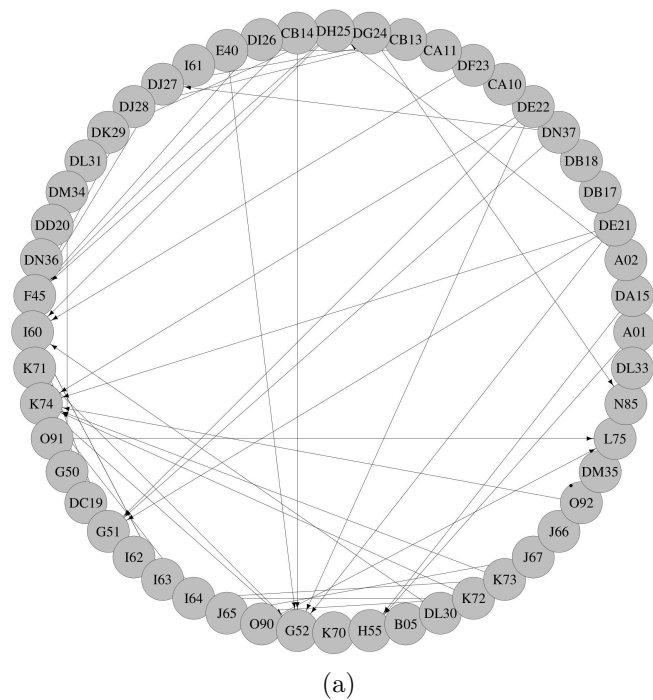 DH25
DG24
CB13
CA11
DF23
CA10
DE22
DN37
DB18
DB17
DE21
A02
DA15
A01
DL33
N85
L75
DM35
O92
J66
J67
K73
K72
DL30
B05
H55
K70
G52
O90
J65
I64
I63
I62
G51
DC19
G50
O91
K74
K71
I60
F45
DN36
DD20
DM34
DL31
DK29
DJ28
DJ27
I61
E40
DI26
CB14
(a)